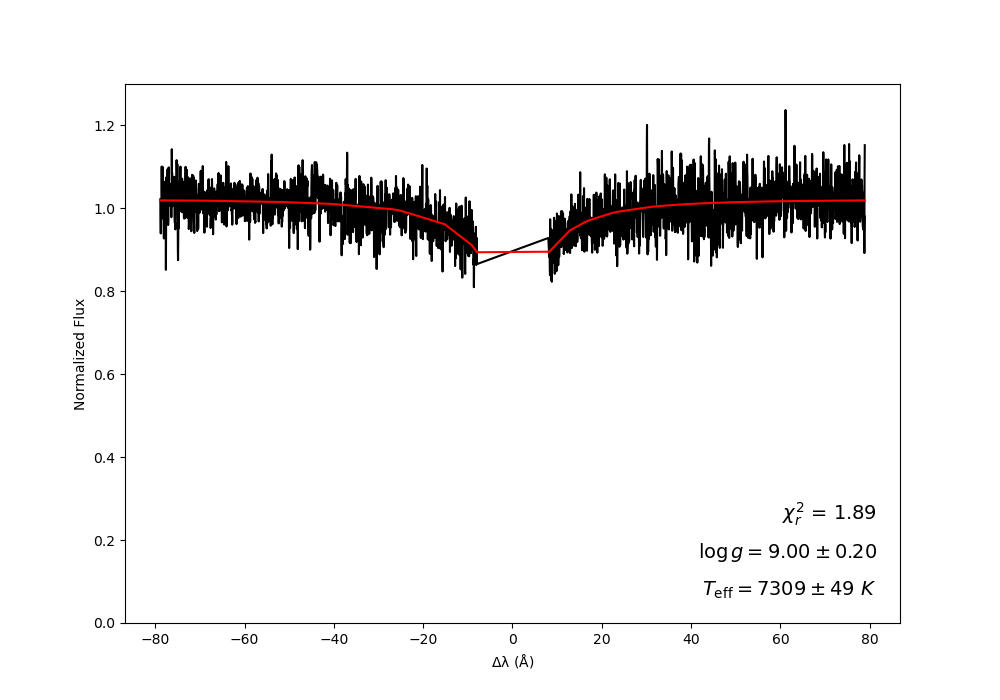 1.2
1.0
0.8
0.6
0.4
0.2
0.0
Normalized Flux
χ²ᵣ = 1.89
log g = 9.00 ± 0.20
T_eff = 7309 ± 49 K
−80 −60 −40 −20 0 20 40 60 80
Δλ (Å)